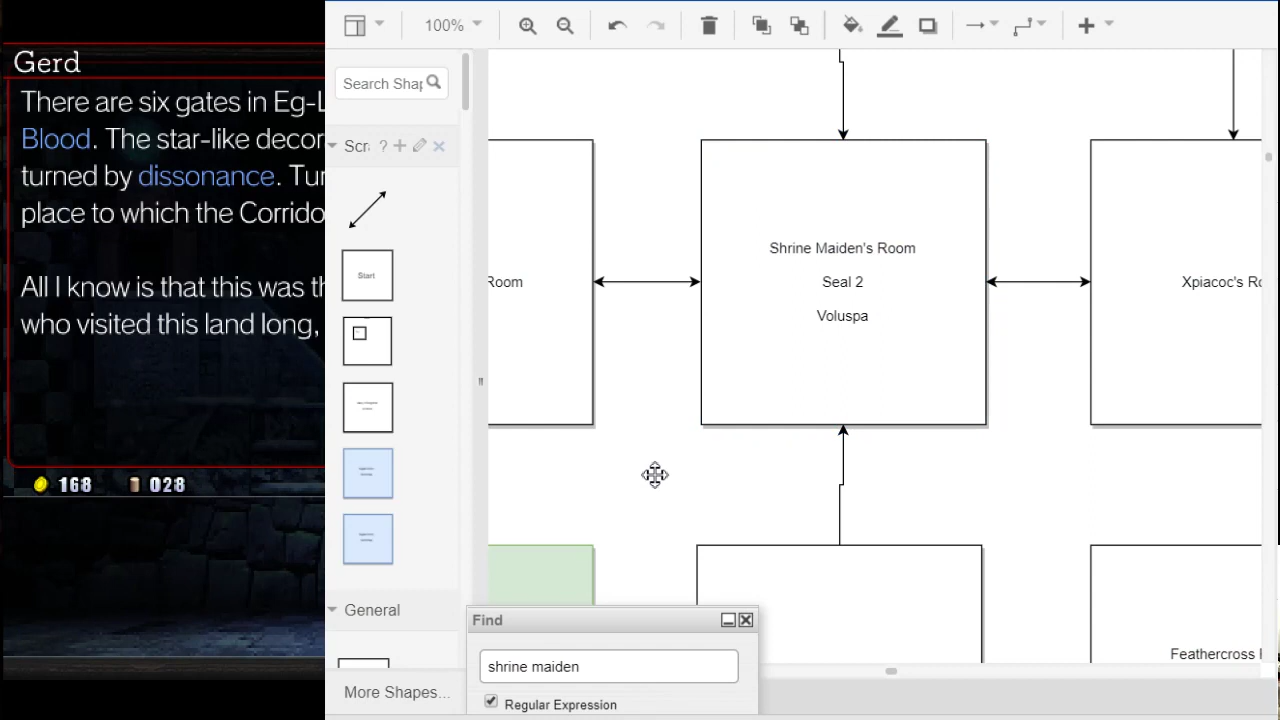 Gerd
There are six gates in Eg-L
Blood. The star-like decor
turned by dissonance. Tur
place to which the Corrido
All I know is that this was th
who visited this land long,
168
028
100%
Search Shap
Scr
?
Start
General
More Shapes...
Room
Shrine Maiden's Room
Seal 2
Voluspa
Xpiacoc's Ro
Feathercross
Find
shrine maiden
Regular Expression